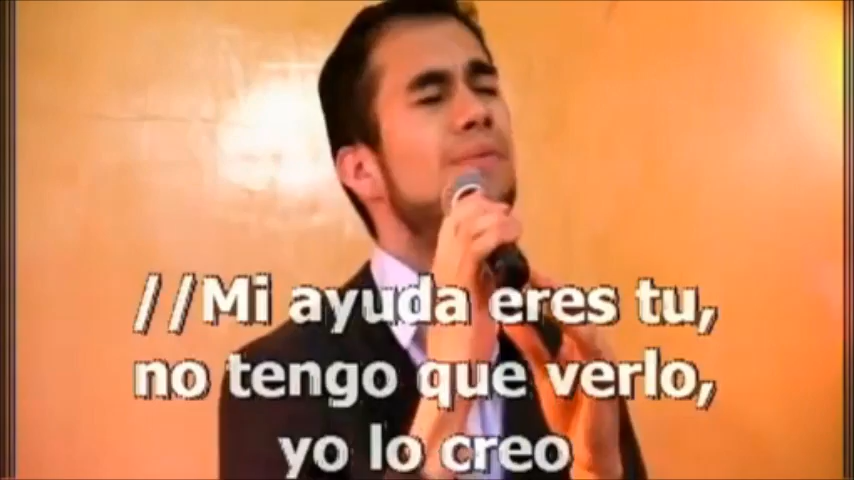 //Mi ayuda eres tu,
no tengo que verlo,
yo lo creo